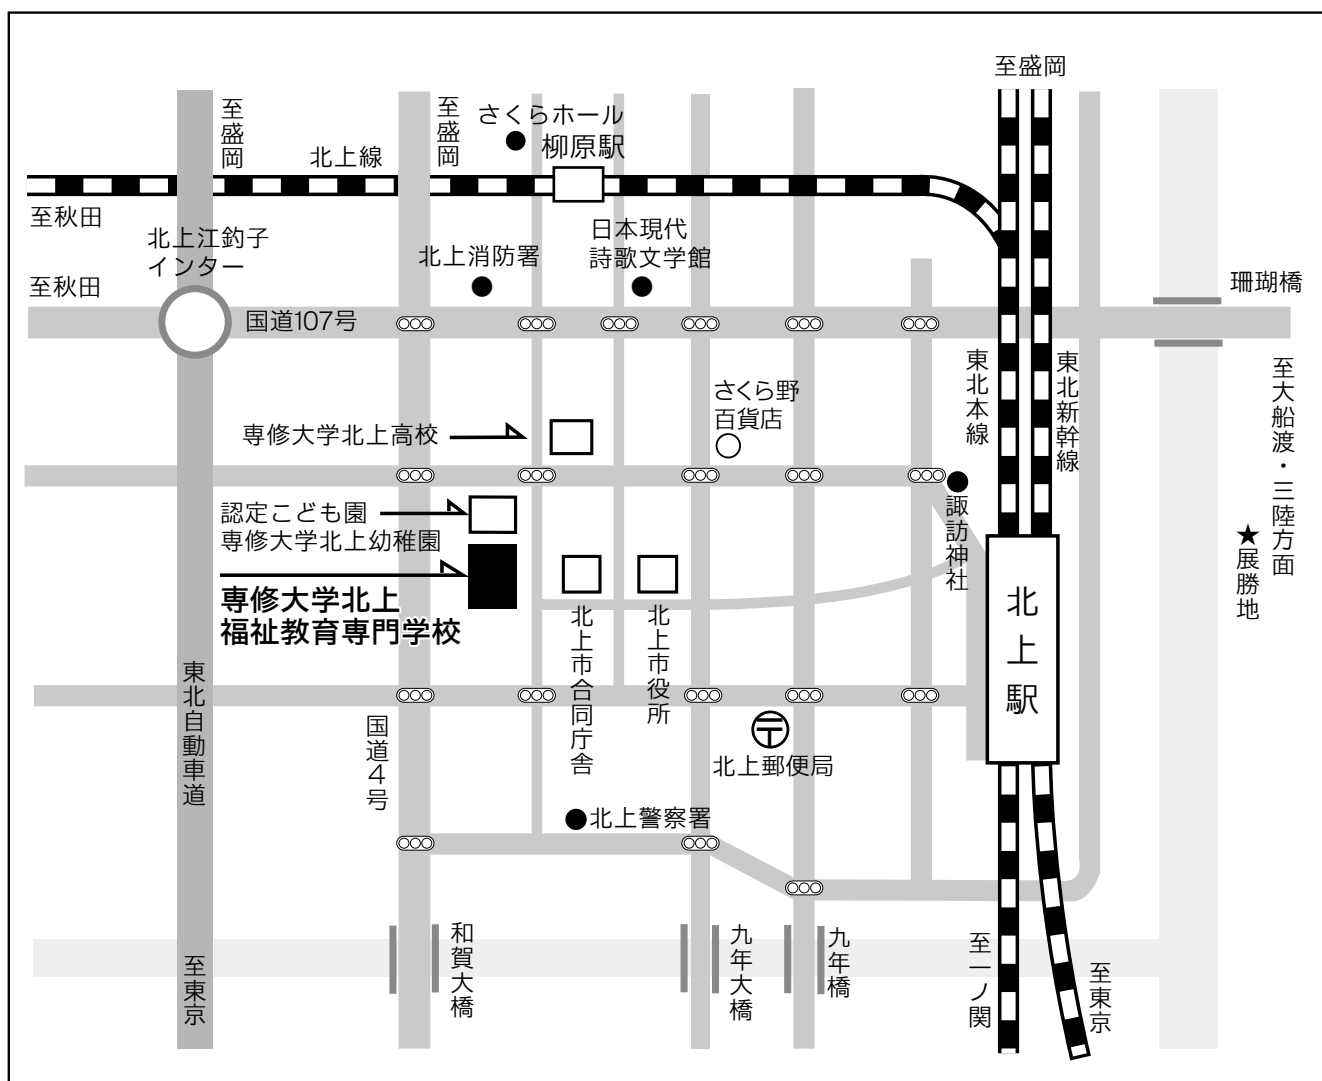 至盛岡
至盛岡
至盛岡
さくらホール
柳原駅
北上線
至秋田
北上江釣子
インター
至秋田
国道107号
北上消防署
日本現代
詩歌文学館
珊瑚橋
東北本線
東北新幹線
至大船渡・三陸方面
さくら野
百貨店
専修大学北上高校
認定こども園
専修大学北上幼稚園
専修大学北上
福祉教育専門学校
諏訪神社
★展勝地
北上駅
北上市合同庁舎
北上市役所
東北自動車道
国道4号
〒
北上郵便局
北上警察署
和賀大橋
九年大橋
九年橋
至東京
至一ノ関
至東京